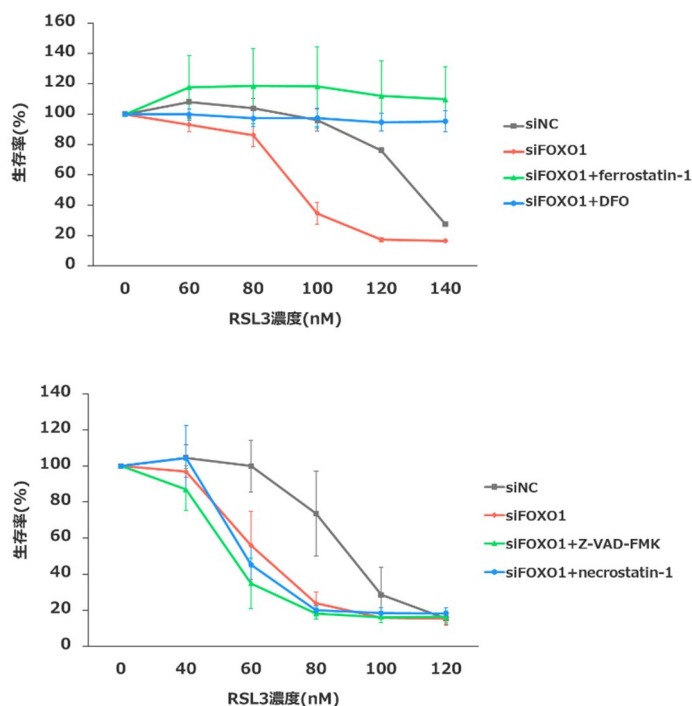 160
140
120
100
80
60
40
20
0
生存率(%)
0 60 80 100 120 140
RSL3濃度(nM)
siNC
siFOXO1
siFOXO1+ferrostatin-1
siFOXO1+DFO
140
120
100
80
60
40
20
0
生存率(%)
0 40 60 80 100 120
RSL3濃度(nM)
siNC
siFOXO1
siFOXO1+Z-VAD-FMK
siFOXO1+necrostatin-1